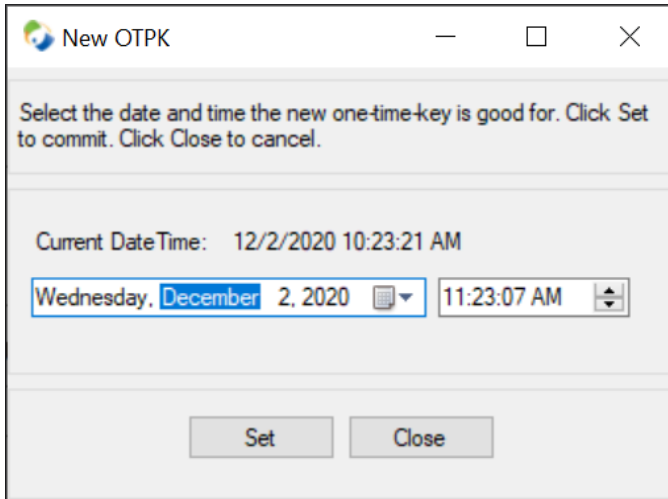 New OTPK
Select the date and time the new one-time-key is good for. Click Set
to commit. Click Close to cancel.
Current DateTime: 12/2/2020 10:23:21 AM
Wednesday, December 2, 2020 11:23:07 AM
Set Close